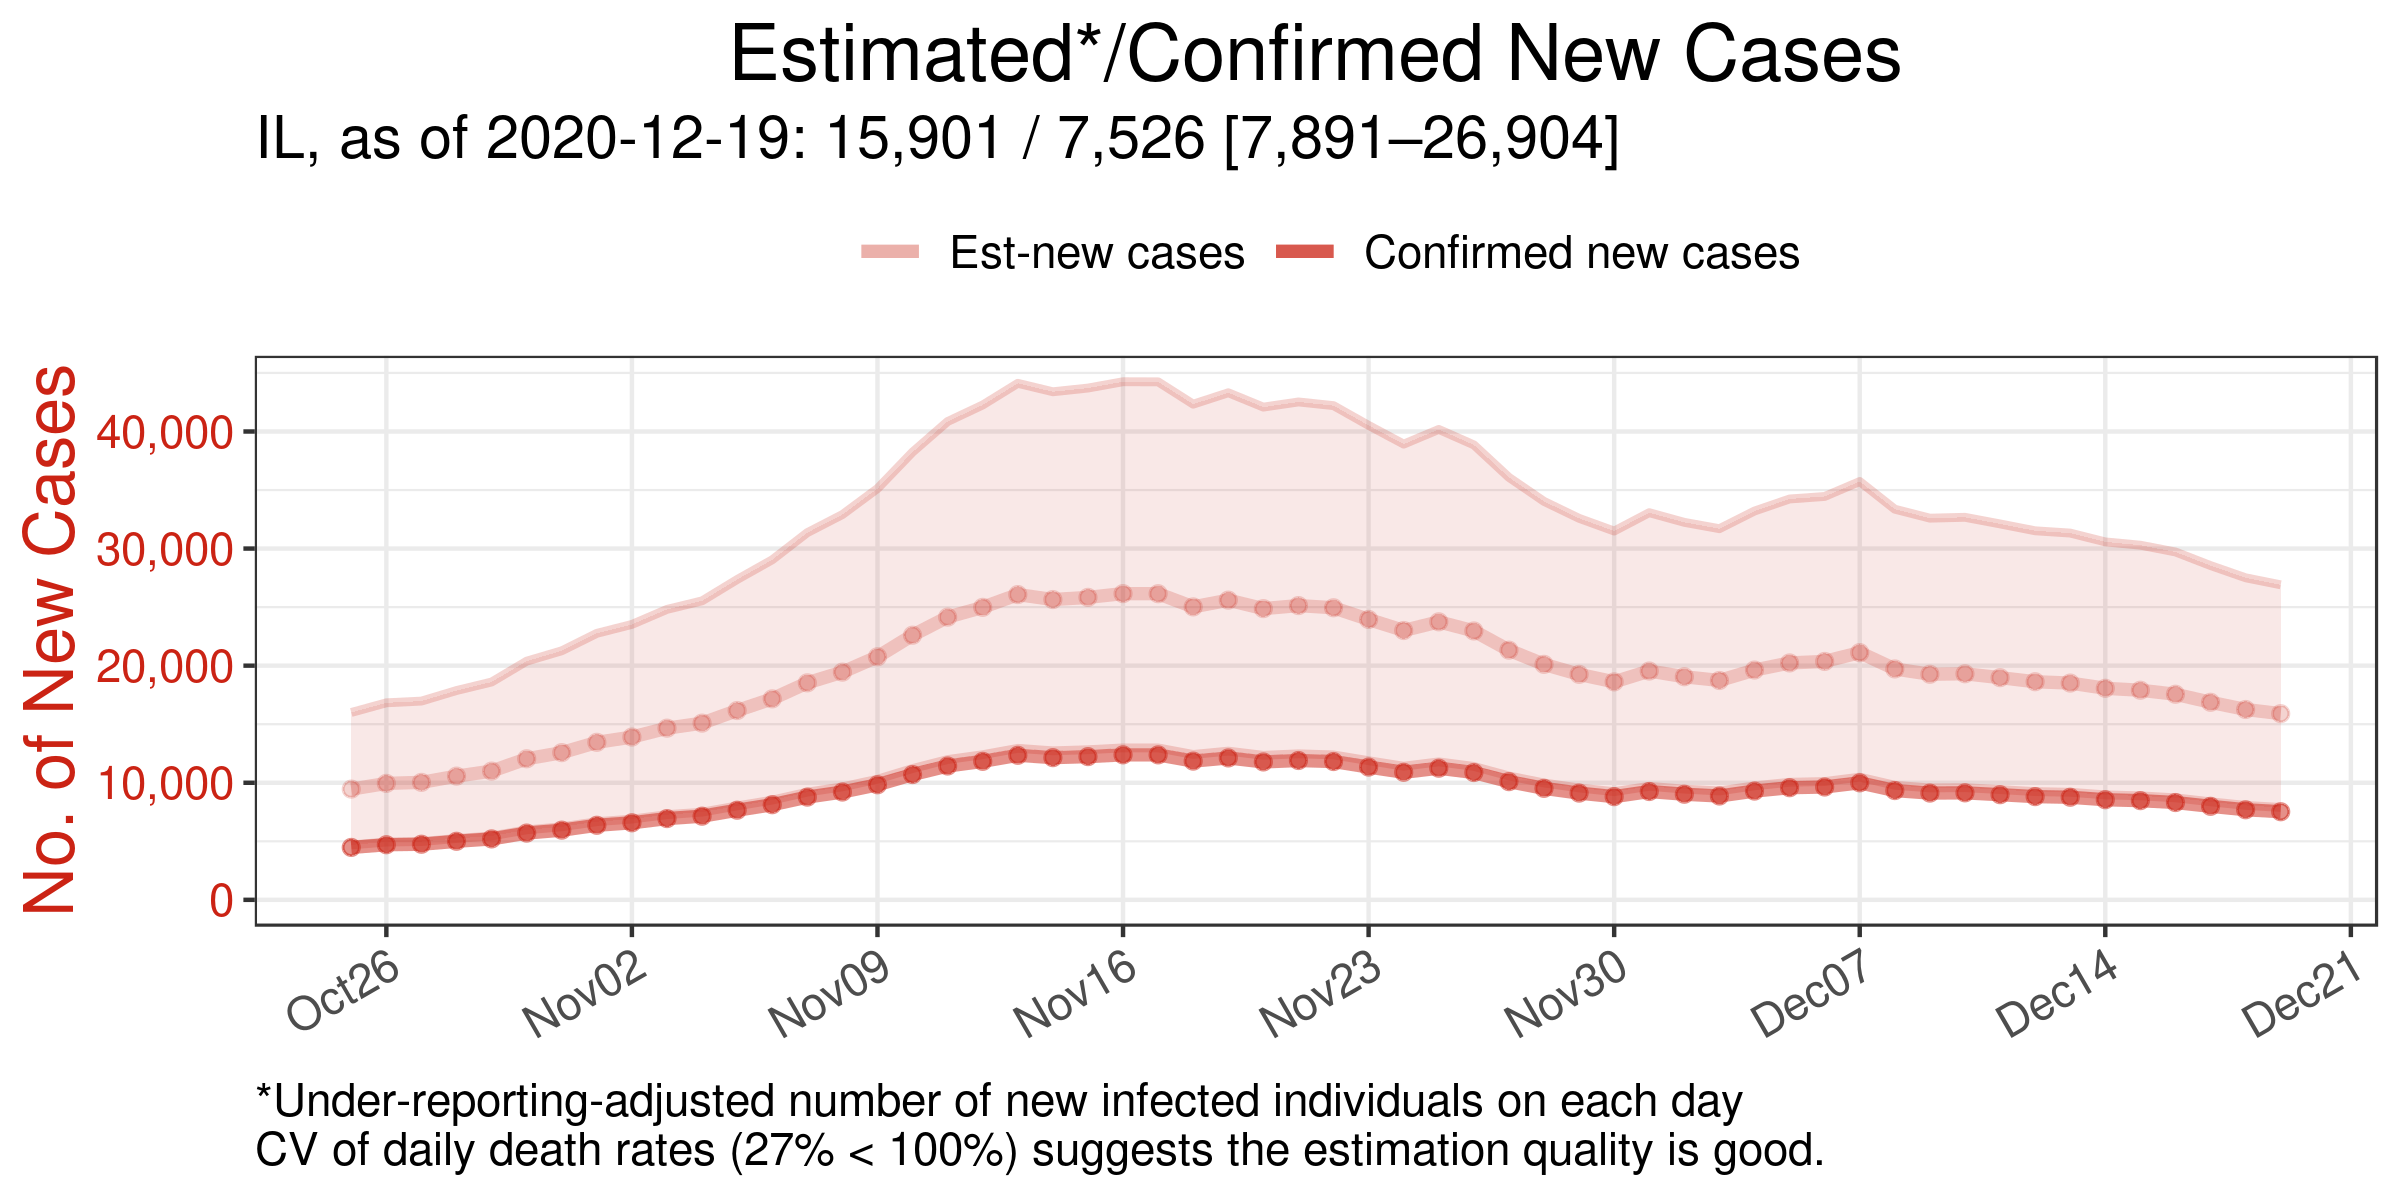 Estimated*/Confirmed New Cases
IL, as of 2020-12-19: 15,901 / 7,526 [7,891–26,904]
Est-new cases Confirmed new cases
No. of New Cases
40,000
30,000
20,000
10,000
0
Oct26 Nov02 Nov09 Nov16 Nov23 Nov30 Dec07 Dec14 Dec21
*Under-reporting-adjusted number of new infected individuals on each day
CV of daily death rates (27% < 100%) suggests the estimation quality is good.